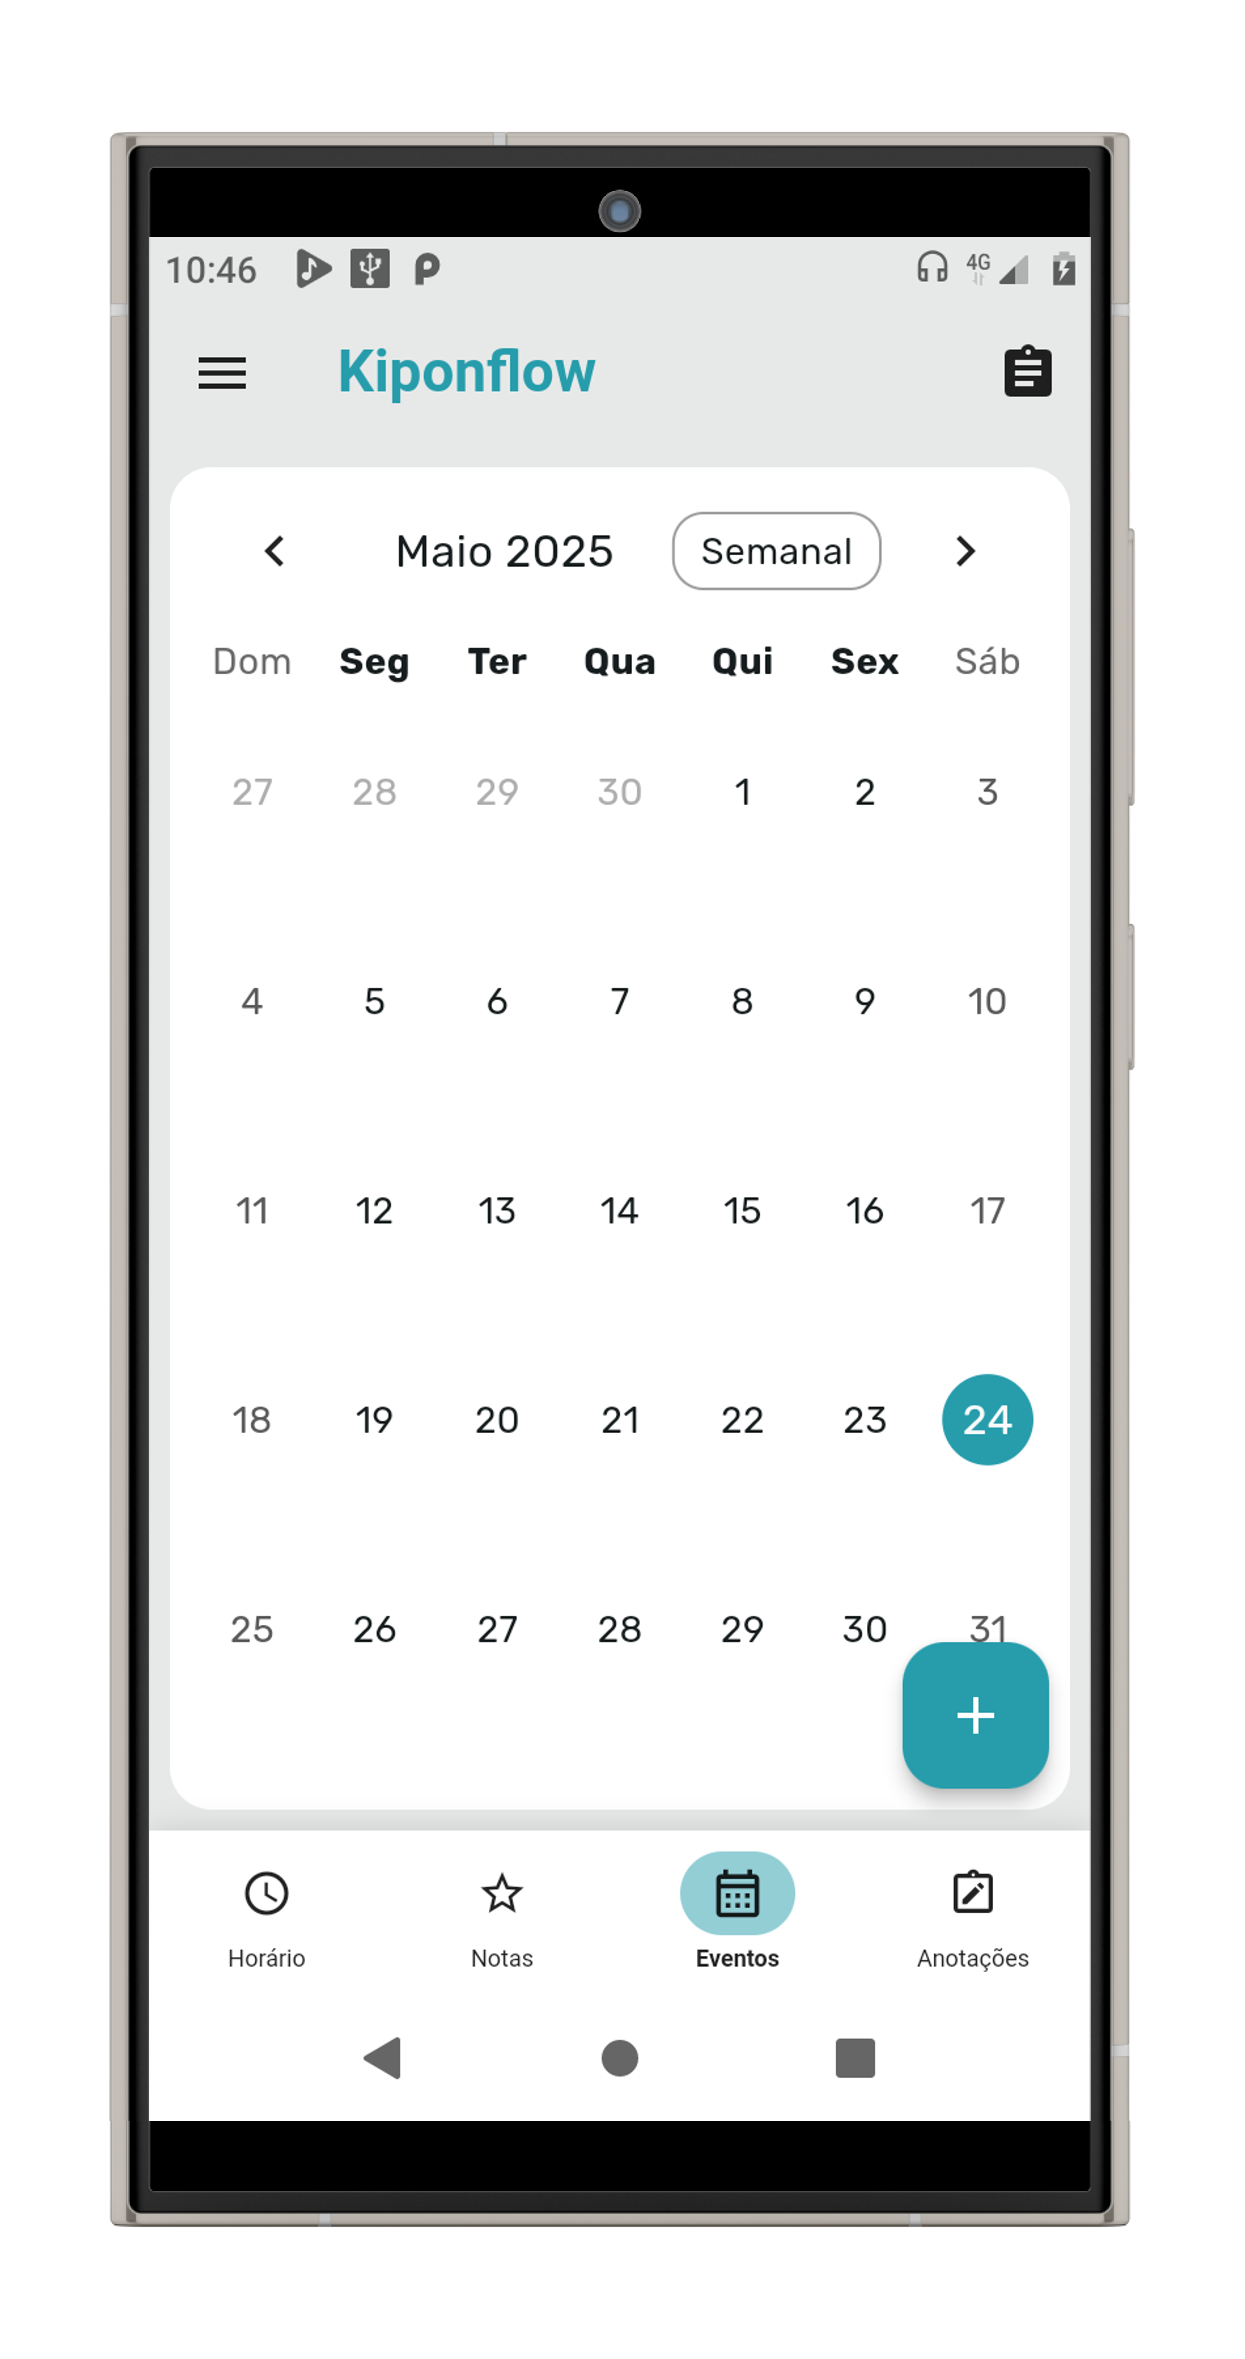 10:46 4G
Kiponflow
Maio 2025 Semanal
Dom Seg Ter Qua Qui Sex Sáb
27 28 29 30 1 2 3
4 5 6 7 8 9 10
11 12 13 14 15 16 17
18 19 20 21 22 23 24
25 26 27 28 29 30 31
+
Horário Notas Eventos Anotações